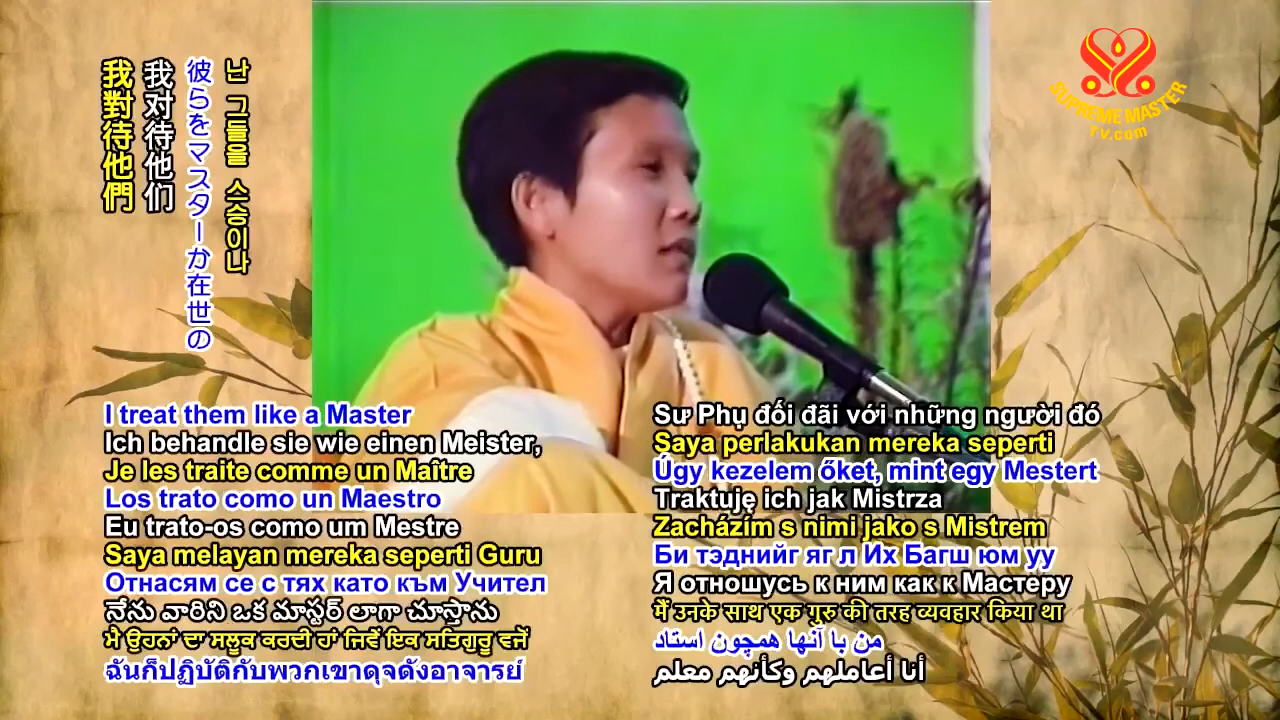 我對待他們
我对待他们
彼らをマスターか在世の
난 그들을 스승이나
SUPREME MASTER
TV.com
I treat them like a Master
Ich behandle sie wie einen Meister,
Je les traite comme un Maître
Los trato como un Maestro
Eu trato-os como um Mestre
Saya melayan mereka seperti Guru
Отнасям се с тях като към Учител
నేను వారిని ఒక మాస్టర్ లాగా చూస్తాను
ਮੈਂ ਉਹਨਾਂ ਦਾ ਸਲੂਕ ਕਰਦੀ ਹਾਂ ਜਿਵੇਂ ਇਕ ਸਤਿਗੁਰੂ ਵਜੋਂ
ฉันก็ปฏิบัติกับพวกเขาดุจดังอาจารย์
Sư Phụ đối đãi với những người đó
Saya perlakukan mereka seperti
Úgy kezelem őket, mint egy Mestert
Traktuję ich jak Mistrza
Zacházím s nimi jako s Mistrem
Би тэднийг яг л Их Багш юм уу
Я отношусь к ним как к Мастеру
मैं उनके साथ एक गुरु की तरह व्यवहार किया था
من با آنها همچون استاد
أنا أعاملهم وكأنهم معلم